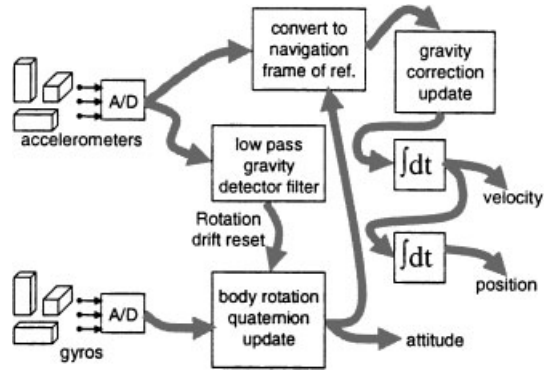 convert to
navigation
frame of ref.
gravity
correction
update
A/D
accelerometers
low pass
gravity
detector filter
∫dt
velocity
Rotation
drift reset
∫dt
position
A/D
gyros
body rotation
quaternion
update
attitude